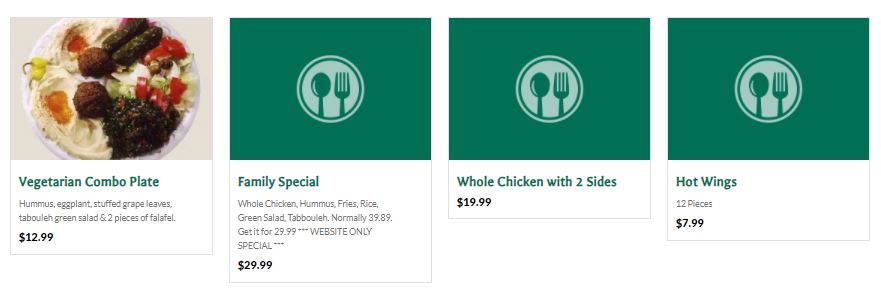 Vegetarian Combo Plate
Hummus, eggplant, stuffed grape leaves,
tabouleh green salad & 2 pieces of falafel.
$12.99
Family Special
Whole Chicken, Hummus, Fries, Rice,
Green Salad, Tabbouleh. Normally 39.89.
Get it for 29.99 *** WEBSITE ONLY
SPECIAL ***
$29.99
Whole Chicken with 2 Sides
$19.99
Hot Wings
12 Pieces
$7.99